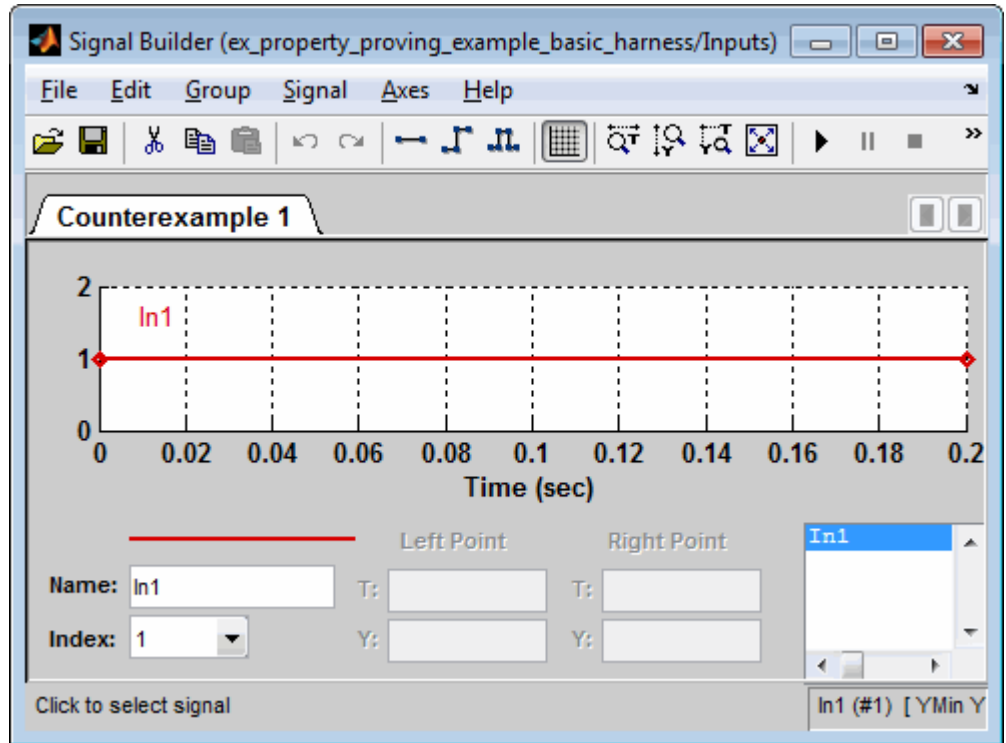 Signal Builder (ex_property_proving_example_basic_harness/Inputs)
File Edit Group Signal Axes Help
Counterexample 1
2
In1
1
0
0 0.02 0.04 0.06 0.08 0.1 0.12 0.14 0.16 0.18 0.2
Time (sec)
Left Point Right Point In1
Name: In1 T: T:
Index: 1 Y: Y:
Click to select signal In1 (#1) [ YMin Y